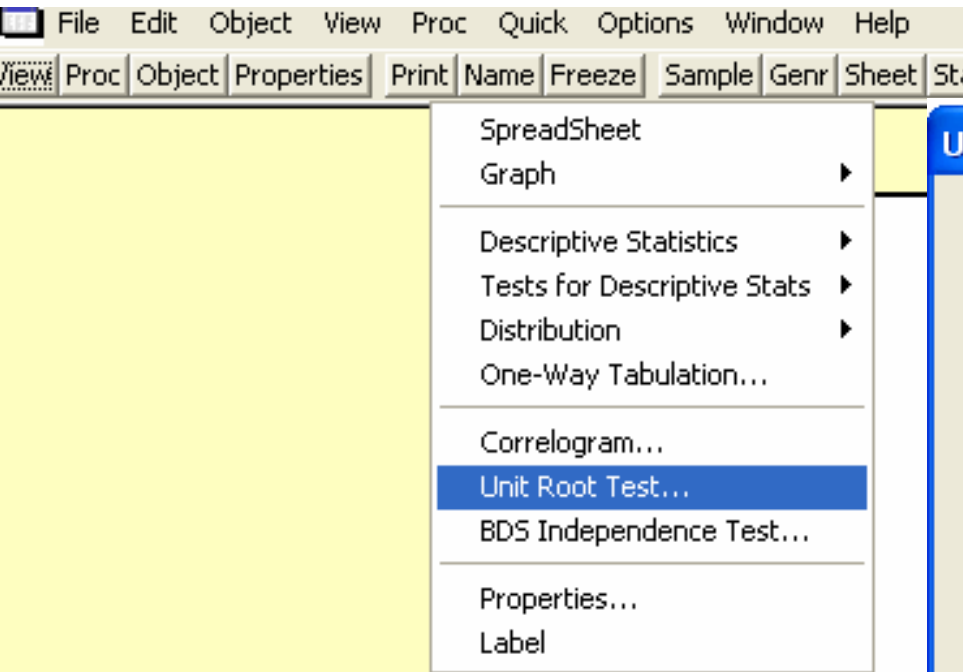 File Edit Object View Proc Quick Options Window Help
View Proc Object Properties Print Name Freeze Sample Genr Sheet Sta
SpreadSheet
U
Graph
Descriptive Statistics
Tests for Descriptive Stats
Distribution
One-Way Tabulation...
Correlogram...
Unit Root Test...
BDS Independence Test...
Properties...
Label